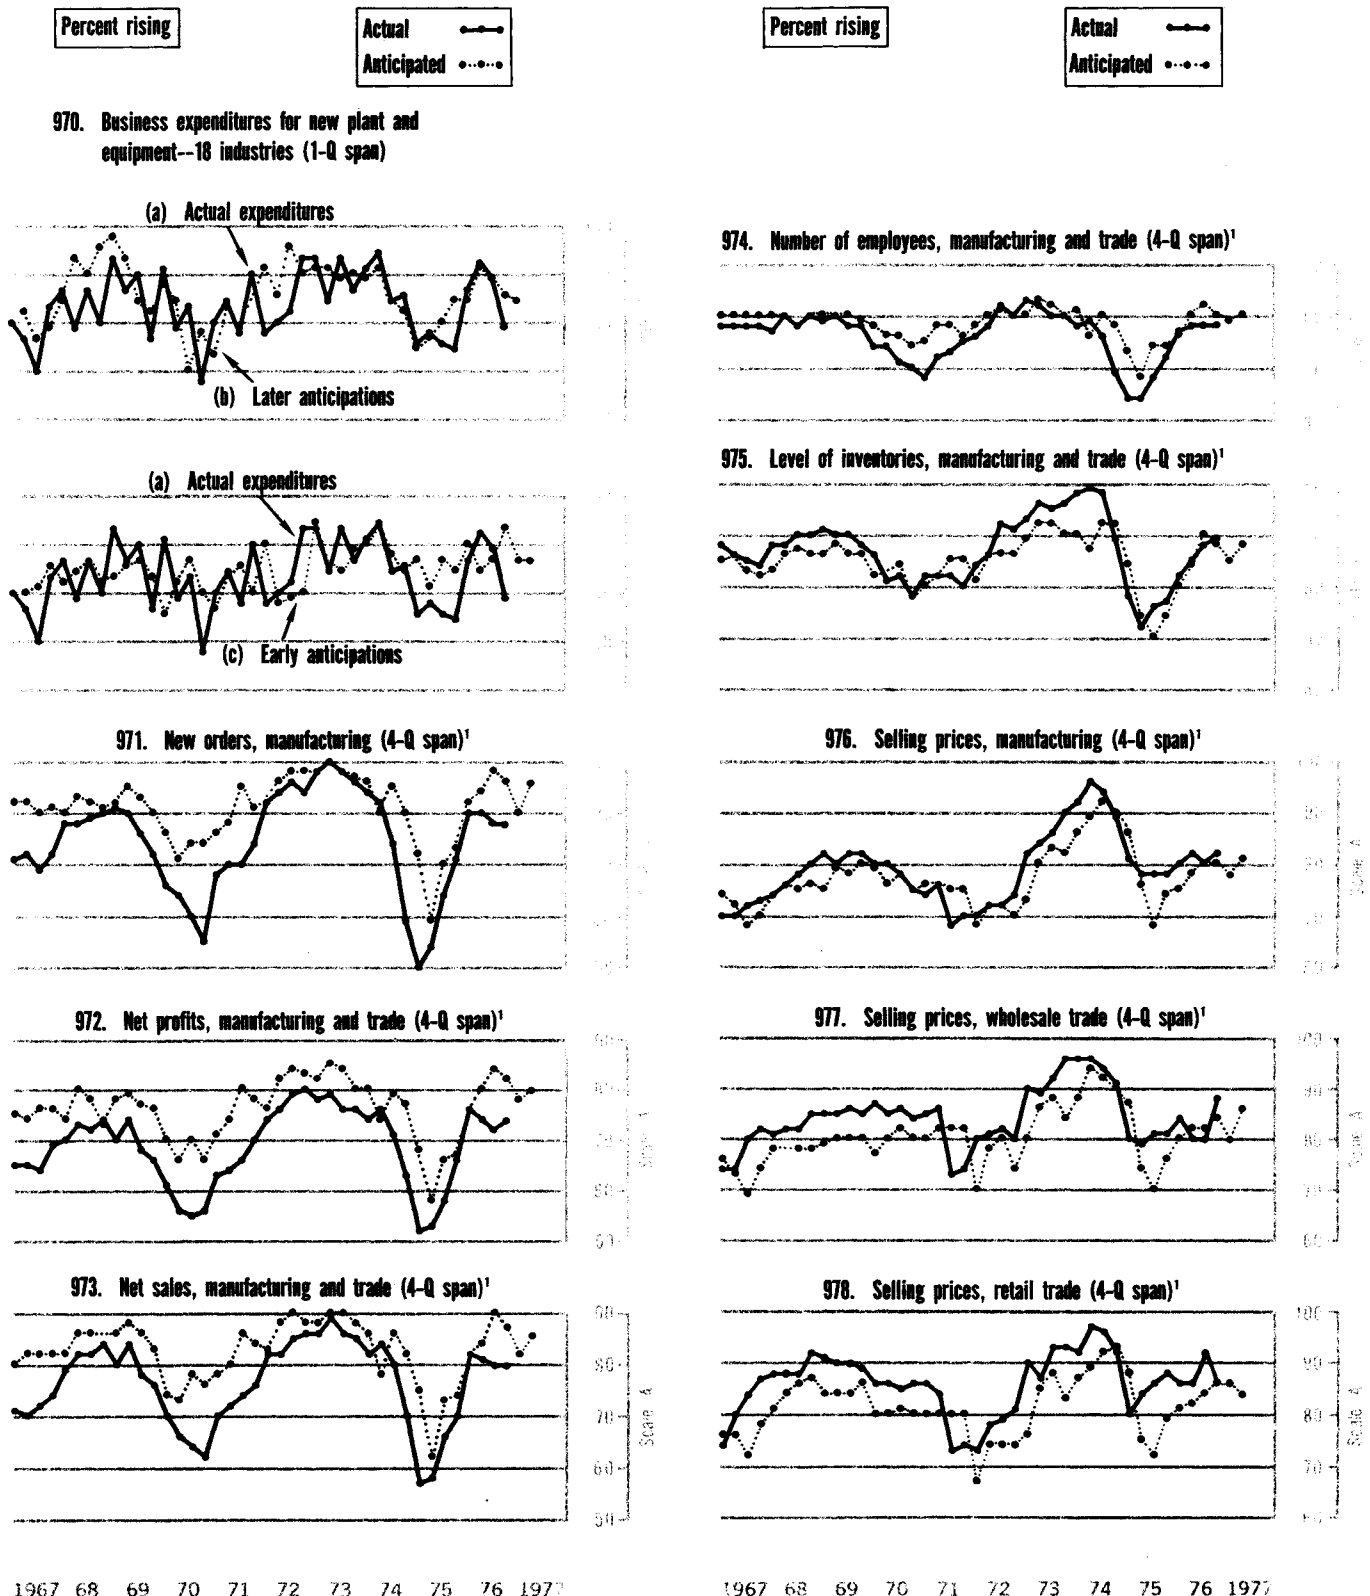 Percent rising
Actual
Anticipated
970. Business expenditures for new plant and
equipment--18 industries (1-Q span)
(a) Actual expenditures
(b) Later anticipations
(a) Actual expenditures
(c) Early anticipations
971. New orders, manufacturing (4-Q span)¹
972. Net profits, manufacturing and trade (4-Q span)¹
973. Net sales, manufacturing and trade (4-Q span)¹
80
70
60
50
Scale A
1967 68 69 70 71 72 73 74 75 76 1977
Percent rising
Actual
Anticipated
974. Number of employees, manufacturing and trade (4-Q span)¹
975. Level of inventories, manufacturing and trade (4-Q span)¹
976. Selling prices, manufacturing (4-Q span)¹
Scale A
977. Selling prices, wholesale trade (4-Q span)¹
100
90
80
70
60
Scale A
978. Selling prices, retail trade (4-Q span)¹
100
90
80
70
60
Scale A
1967 68 69 70 71 72 73 74 75 76 1977